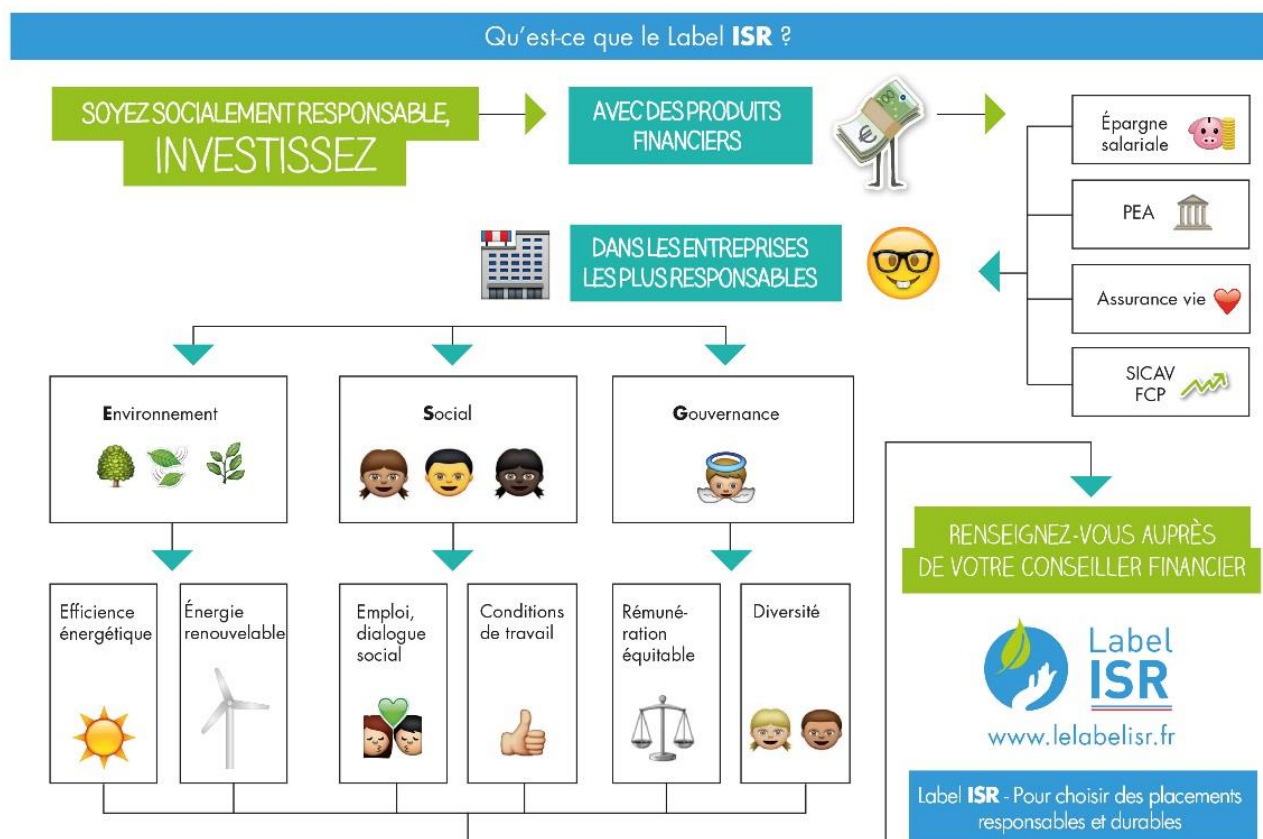 Qu'est-ce que le Label ISR ?
SOYEZ SOCIALEMENT RESPONSABLE,
INVESTISSEZ
AVEC DES PRODUITS
FINANCIERS
100
€
Épargne
salariale
PEA
Assurance vie
SICAV
FCP
DANS LES ENTREPRISES
LES PLUS RESPONSABLES
Environnement
Social
Gouvernance
Efficience
énergétique
Énergie
renouvelable
Emploi,
dialogue
social
Conditions
de travail
Rémuné-
ration
équitable
Diversité
RENSEIGNEZ-VOUS AUPRÈS
DE VOTRE CONSEILLER FINANCIER
Label
ISR
www.lelabelisr.fr
Label ISR - Pour choisir des placements
responsables et durables